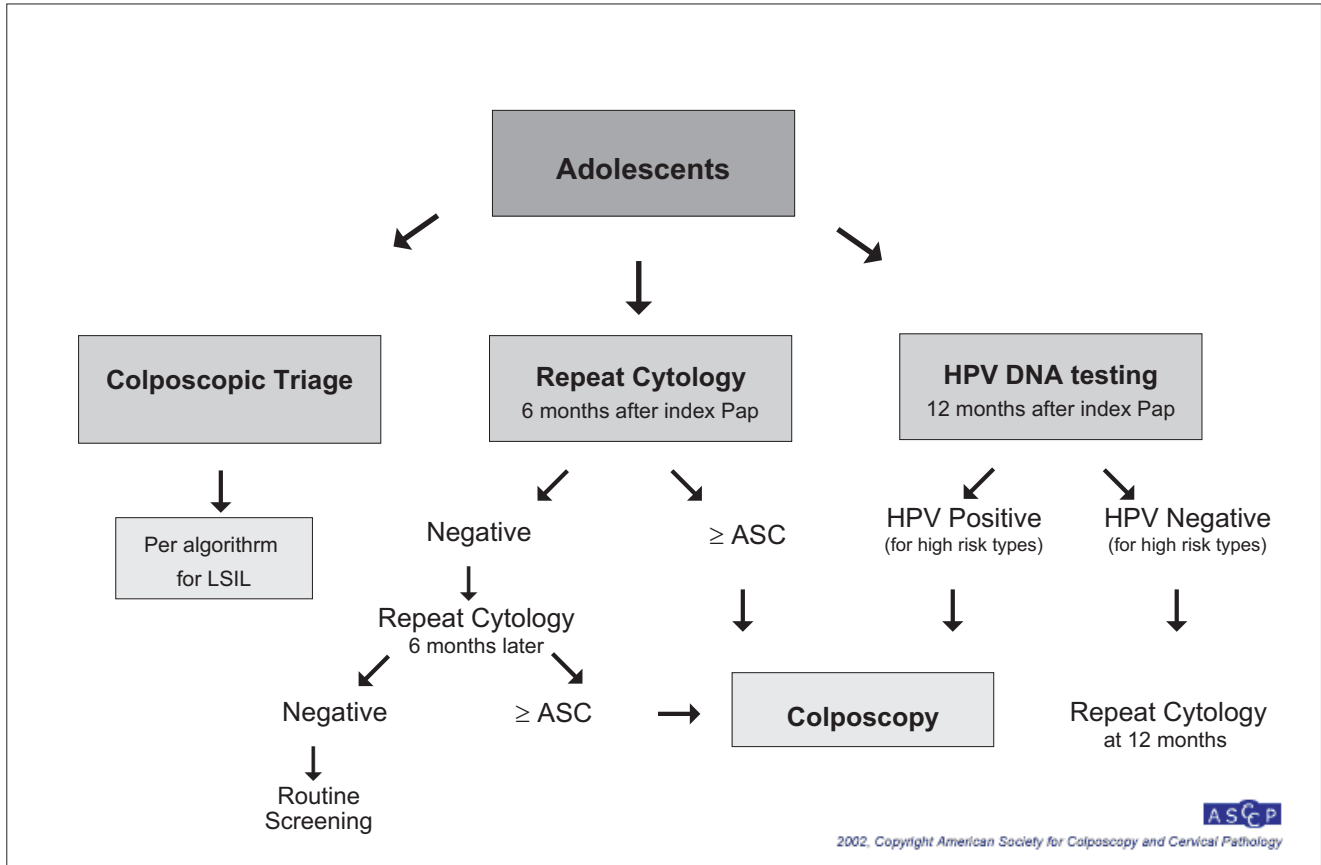 Adolescents
Colposcopic Triage
Repeat Cytology
6 months after index Pap
HPV DNA testing
12 months after index Pap
Per algorithrm
for LSIL
Negative
≥ ASC
HPV Positive
(for high risk types)
HPV Negative
(for high risk types)
Repeat Cytology
6 months later
Negative
≥ ASC
Colposcopy
Repeat Cytology
at 12 months
Routine
Screening
ASCCP
2002, Copyright American Society for Colposcopy and Cervical Pathology